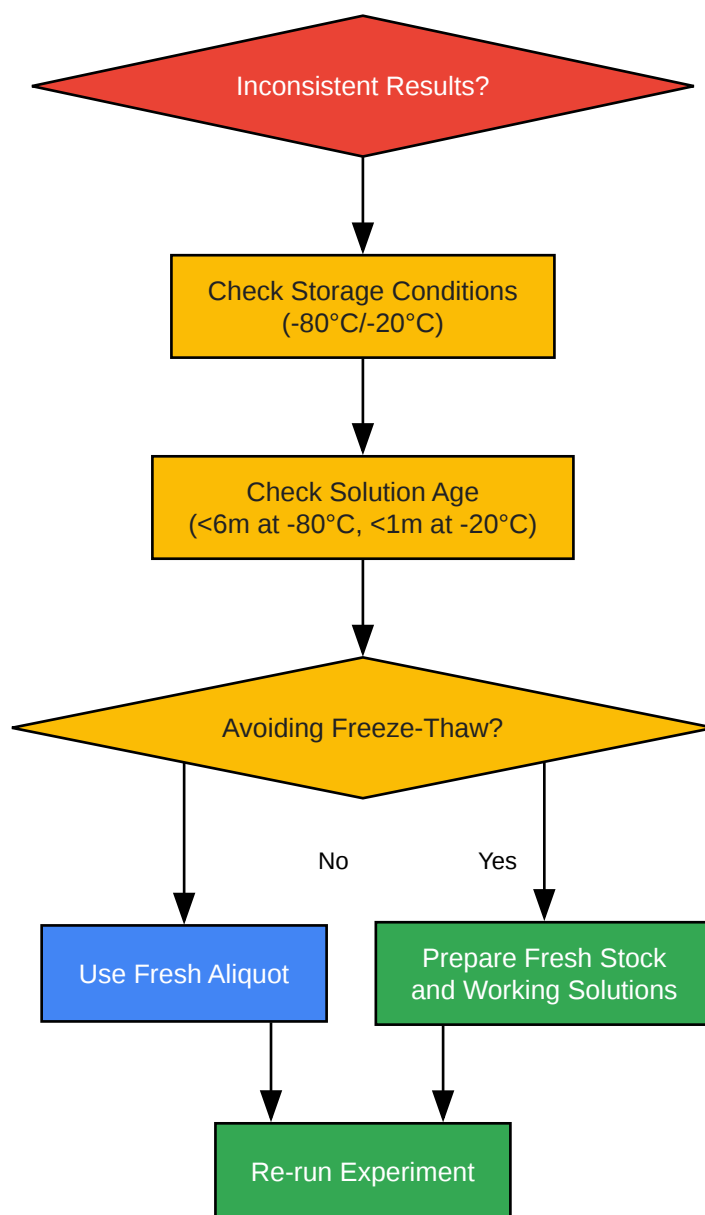 Inconsistent Results?
Check Storage Conditions
(-80°C/-20°C)
Check Solution Age
(<6m at -80°C, <1m at -20°C)
Avoiding Freeze-Thaw?
No
Yes
Use Fresh Aliquot
Prepare Fresh Stock
and Working Solutions
Re-run Experiment